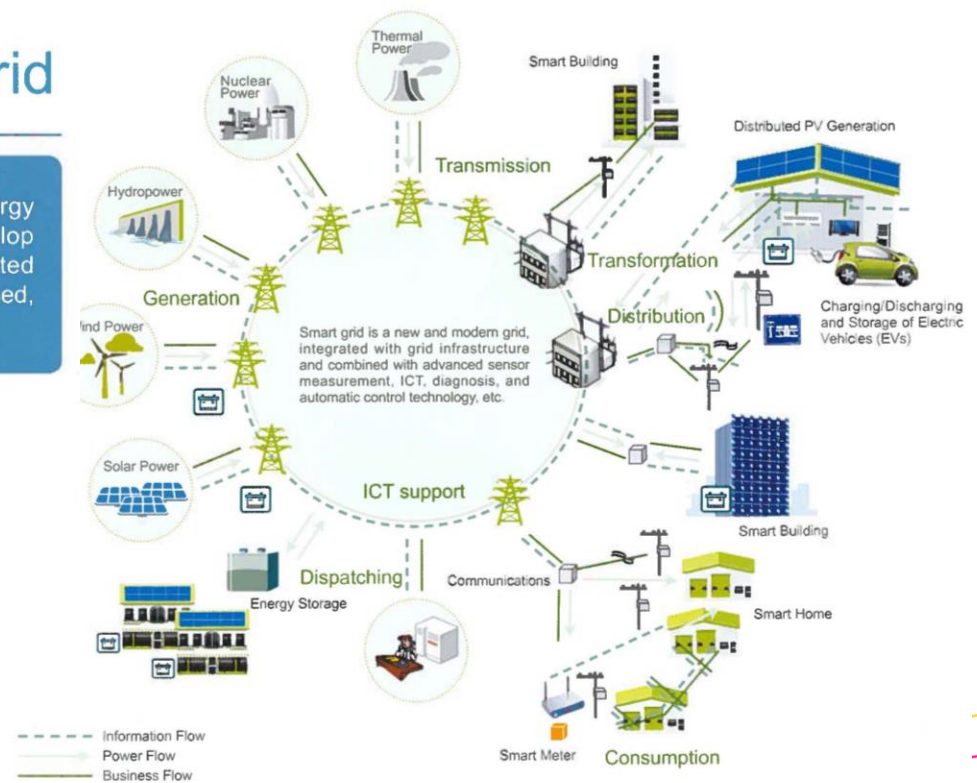 rid
rgy
lop
ted
ed,
Thermal
Power
Nuclear
Power
Hydropower
Wind Power
Solar Power
Generation
Transmission
Smart Building
Distributed PV Generation
Transformation
Distribution
Charging/Discharging
and Storage of Electric
Vehicles (EVs)
Smart grid is a new and modern grid,
integrated with grid infrastructure
and combined with advanced sensor
measurement, ICT, diagnosis, and
automatic control technology, etc.
ICT support
Smart Building
Energy Storage
Dispatching
Communications
Smart Home
Smart Meter
Consumption
Information Flow
Power Flow
Business Flow